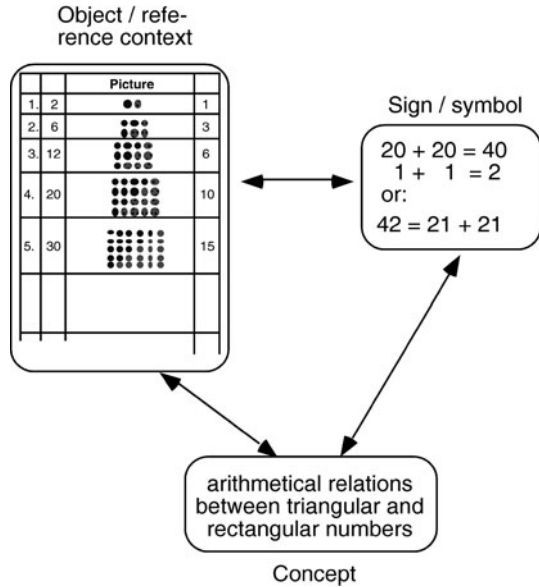 Object / refe-
rence context
Picture
1. 2 1
2. 6 3
3. 12 6
4. 20 10
5. 30 15
Sign / symbol
20 + 20 = 40
1 + 1 = 2
or:
42 = 21 + 21
arithmetical relations
between triangular and
rectangular numbers
Concept